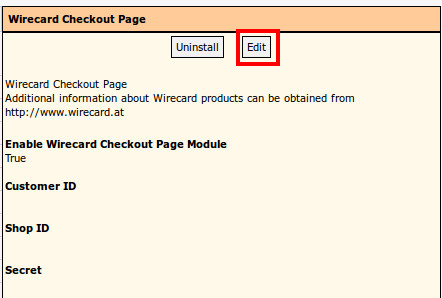 Wirecard Checkout Page
Uninstall Edit
Wirecard Checkout Page
Additional information about Wirecard products can be obtained from
http://www.wirecard.at
Enable Wirecard Checkout Page Module
True
Customer ID
Shop ID
Secret